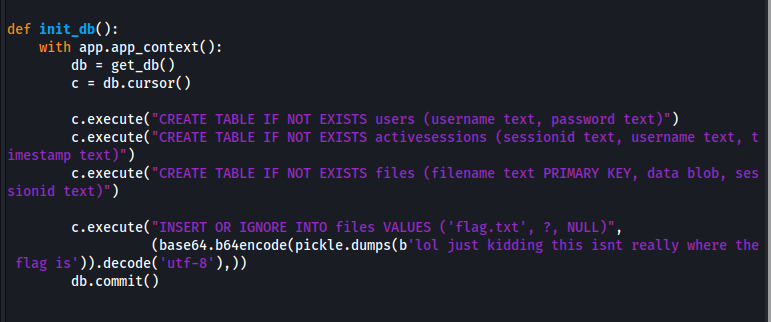 def init_db():
    with app.app_context():
        db = get_db()
        c = db.cursor()

        c.execute("CREATE TABLE IF NOT EXISTS users (username text, password text)")
        c.execute("CREATE TABLE IF NOT EXISTS activesessions (sessionid text, username text, t
imestamp text)")
        c.execute("CREATE TABLE IF NOT EXISTS files (filename text PRIMARY KEY, data blob, ses
sionid text)")

        c.execute("INSERT OR IGNORE INTO files VALUES ('flag.txt', ?, NULL)",
                  (base64.b64encode(pickle.dumps(b'lol just kidding this isnt really where the
 flag is')).decode('utf-8'),))
        db.commit()